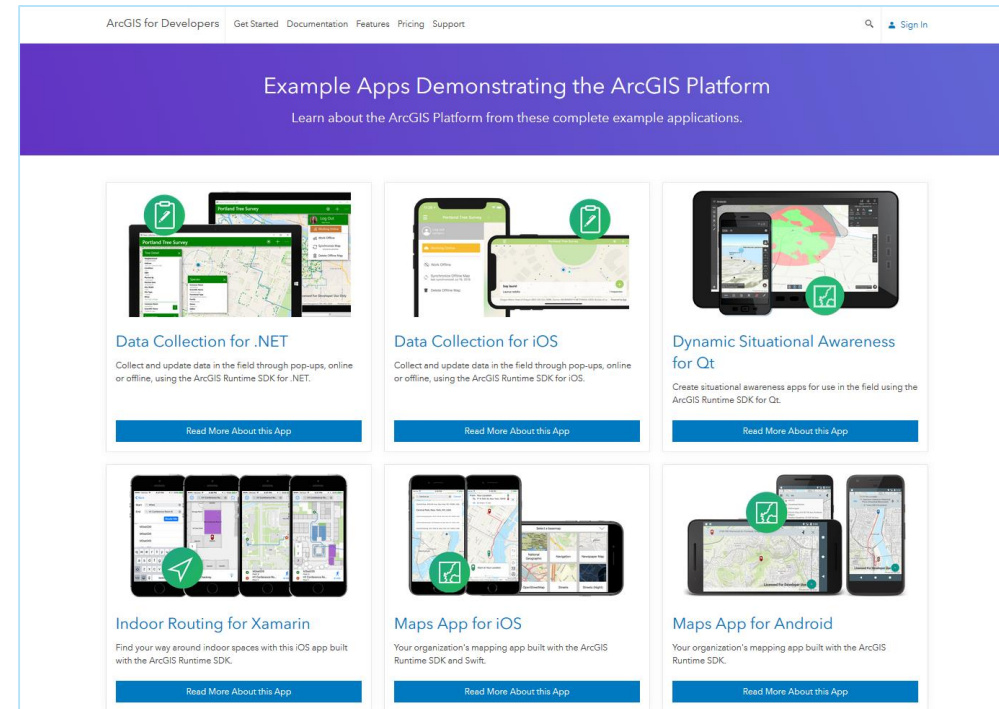 ArcGIS for Developers Get Started Documentation Features Pricing Support Sign In
Example Apps Demonstrating the ArcGIS Platform
Learn about the ArcGIS Platform from these complete example applications.
Portland Tree Survey
Portland Tree Survey
Data Collection for .NET
Collect and update data in the field through pop-ups, online
or offline, using the ArcGIS Runtime SDK for .NET.
Read More About this App
Portland Tree Survey
Work Offline
Data Collection for iOS
Collect and update data in the field through pop-ups, online
or offline, using the ArcGIS Runtime SDK for iOS.
Read More About this App
Dynamic Situational Awareness
for Qt
Create situational awareness apps for use in the field using the
ArcGIS Runtime SDK for Qt.
Read More About this App
Indoor Routing for Xamarin
Find your way around indoor spaces with this iOS app built
with the ArcGIS Runtime SDK.
Read More About this App
Maps App for iOS
Your organization's mapping app built with the ArcGIS
Runtime SDK and Swift.
Read More About this App
Maps App for Android
Your organization's mapping app built with the ArcGIS
Runtime SDK.
Read More About this App